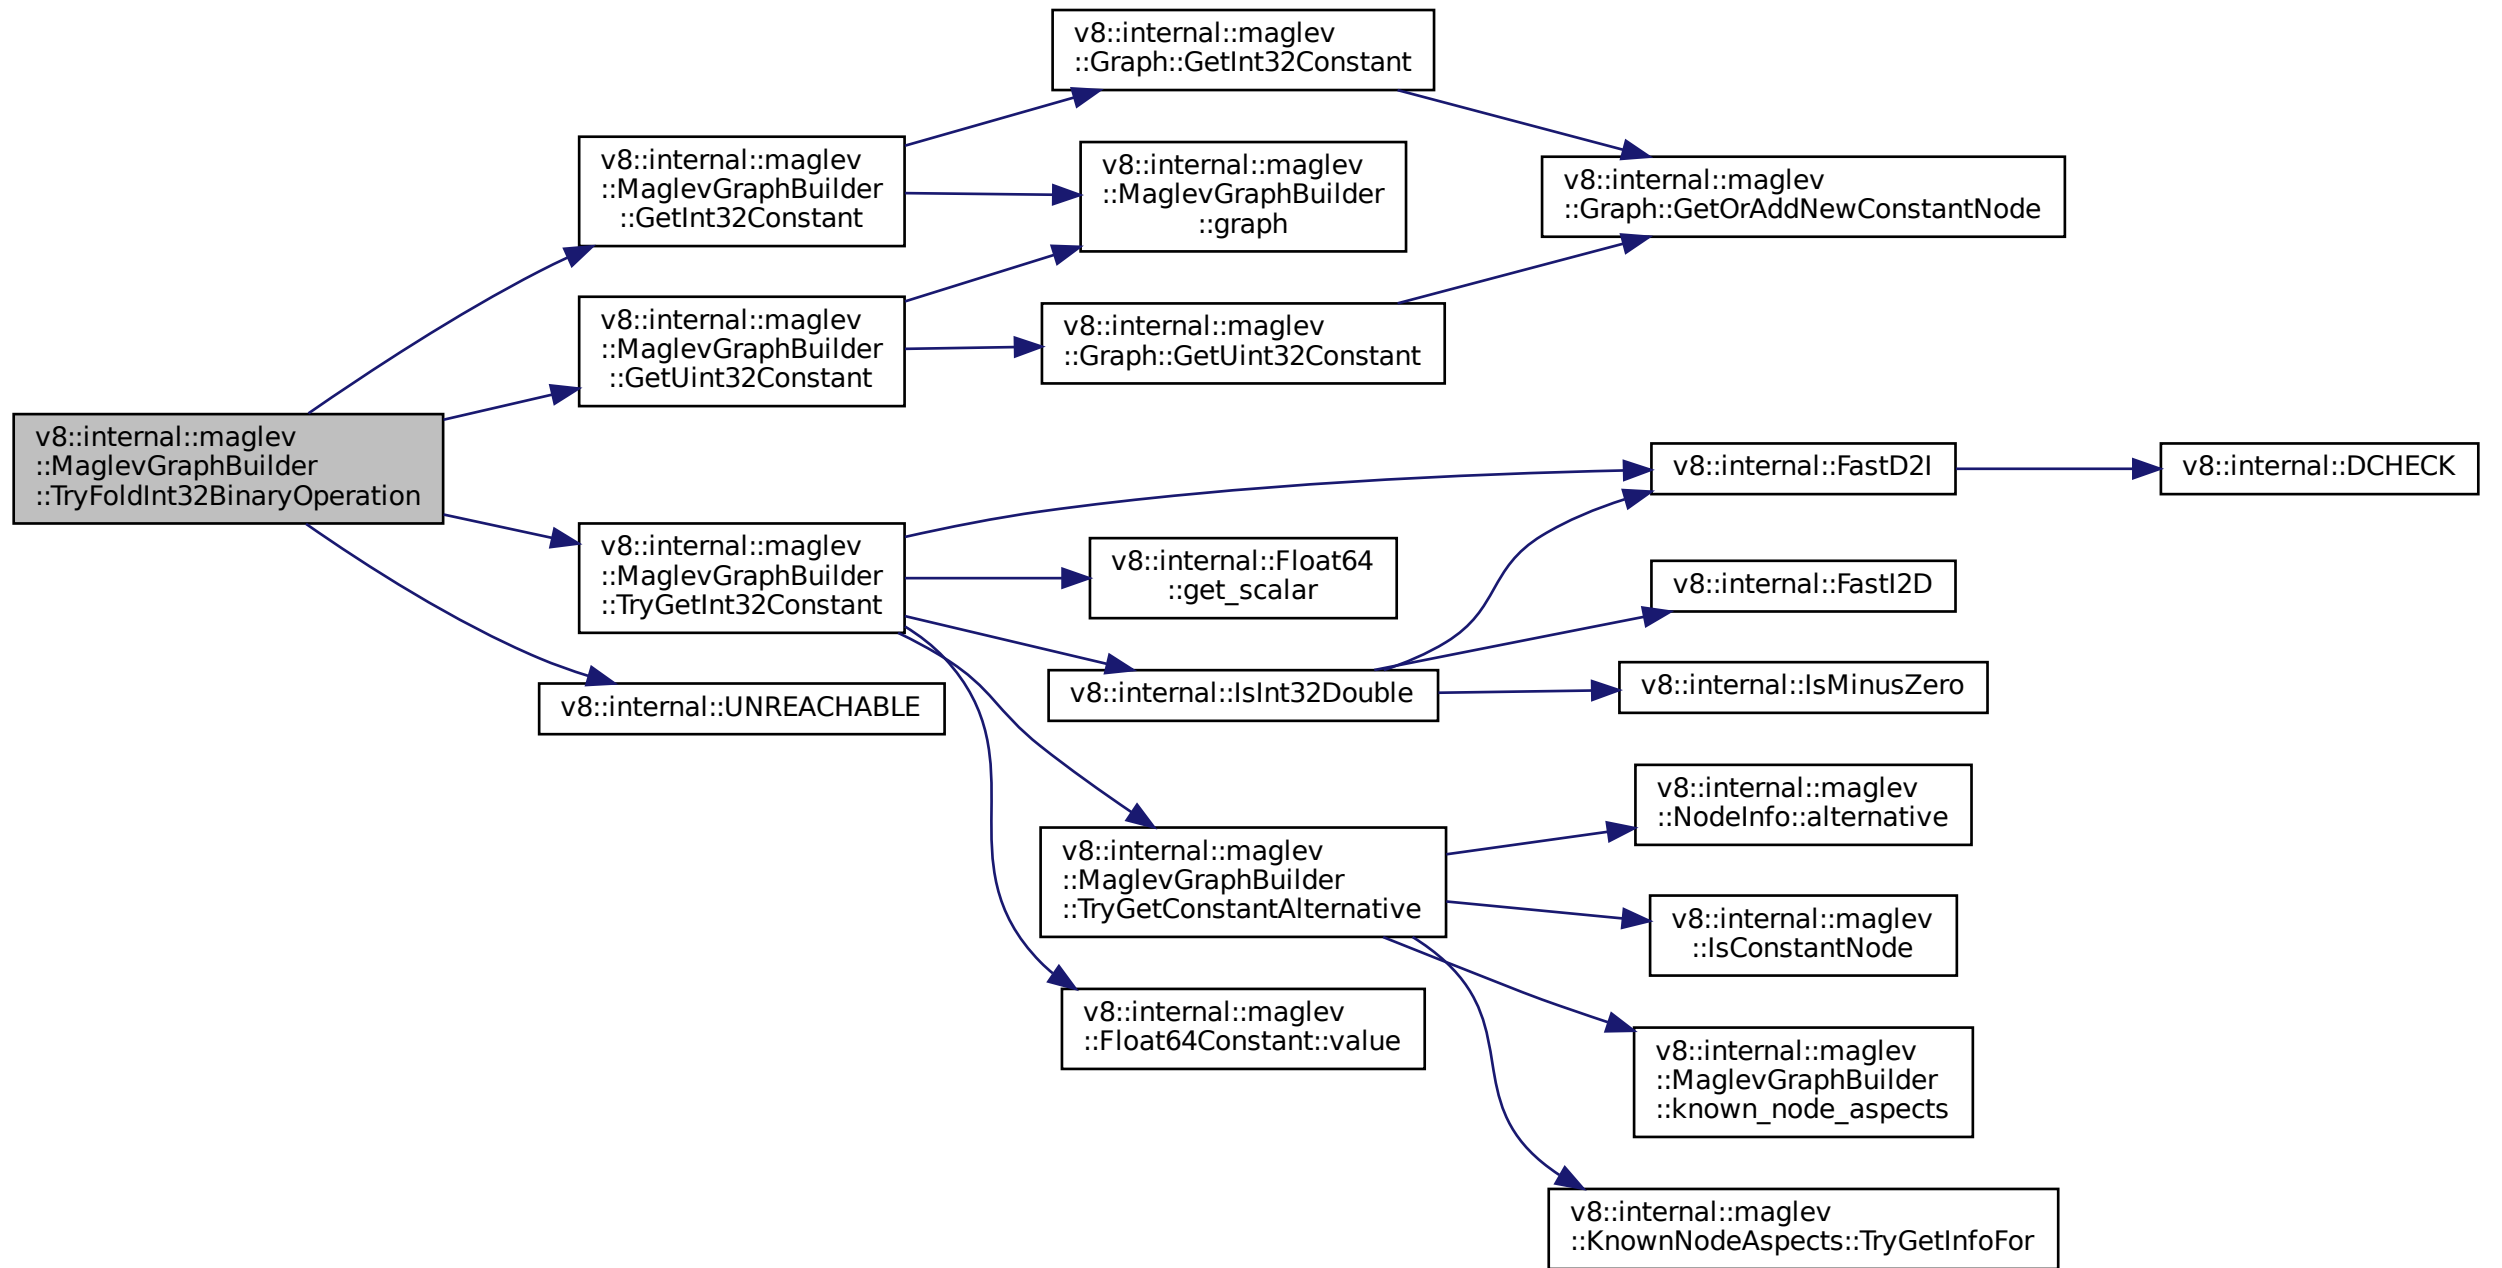 v8::internal::maglev
::MaglevGraphBuilder
::TryFoldInt32BinaryOperation
v8::internal::maglev
::MaglevGraphBuilder
::GetInt32Constant
v8::internal::maglev
::MaglevGraphBuilder
::GetUint32Constant
v8::internal::maglev
::MaglevGraphBuilder
::TryGetInt32Constant
v8::internal::UNREACHABLE
v8::internal::maglev
::Graph::GetInt32Constant
v8::internal::maglev
::MaglevGraphBuilder
::graph
v8::internal::maglev
::Graph::GetUint32Constant
v8::internal::Float64
::get_scalar
v8::internal::IsInt32Double
v8::internal::maglev
::MaglevGraphBuilder
::TryGetConstantAlternative
v8::internal::maglev
::Float64Constant::value
v8::internal::maglev
::Graph::GetOrAddNewConstantNode
v8::internal::FastD2I
v8::internal::FastI2D
v8::internal::IsMinusZero
v8::internal::maglev
::NodeInfo::alternative
v8::internal::maglev
::IsConstantNode
v8::internal::maglev
::MaglevGraphBuilder
::known_node_aspects
v8::internal::maglev
::KnownNodeAspects::TryGetInfoFor
v8::internal::DCHECK